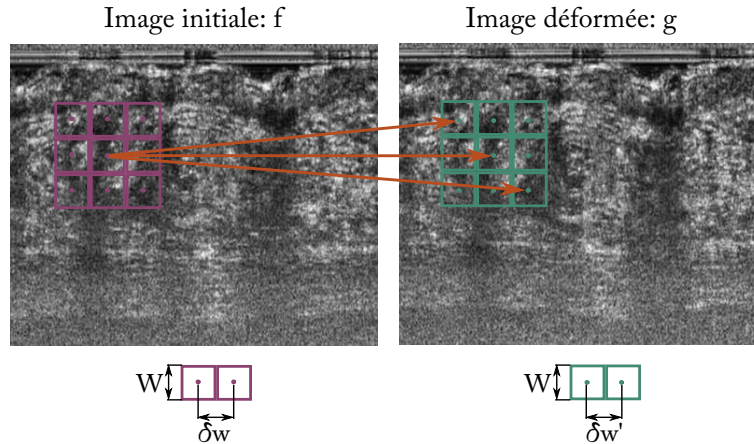 Image initiale: f
Image déformée: g
W
δw
W
δw'